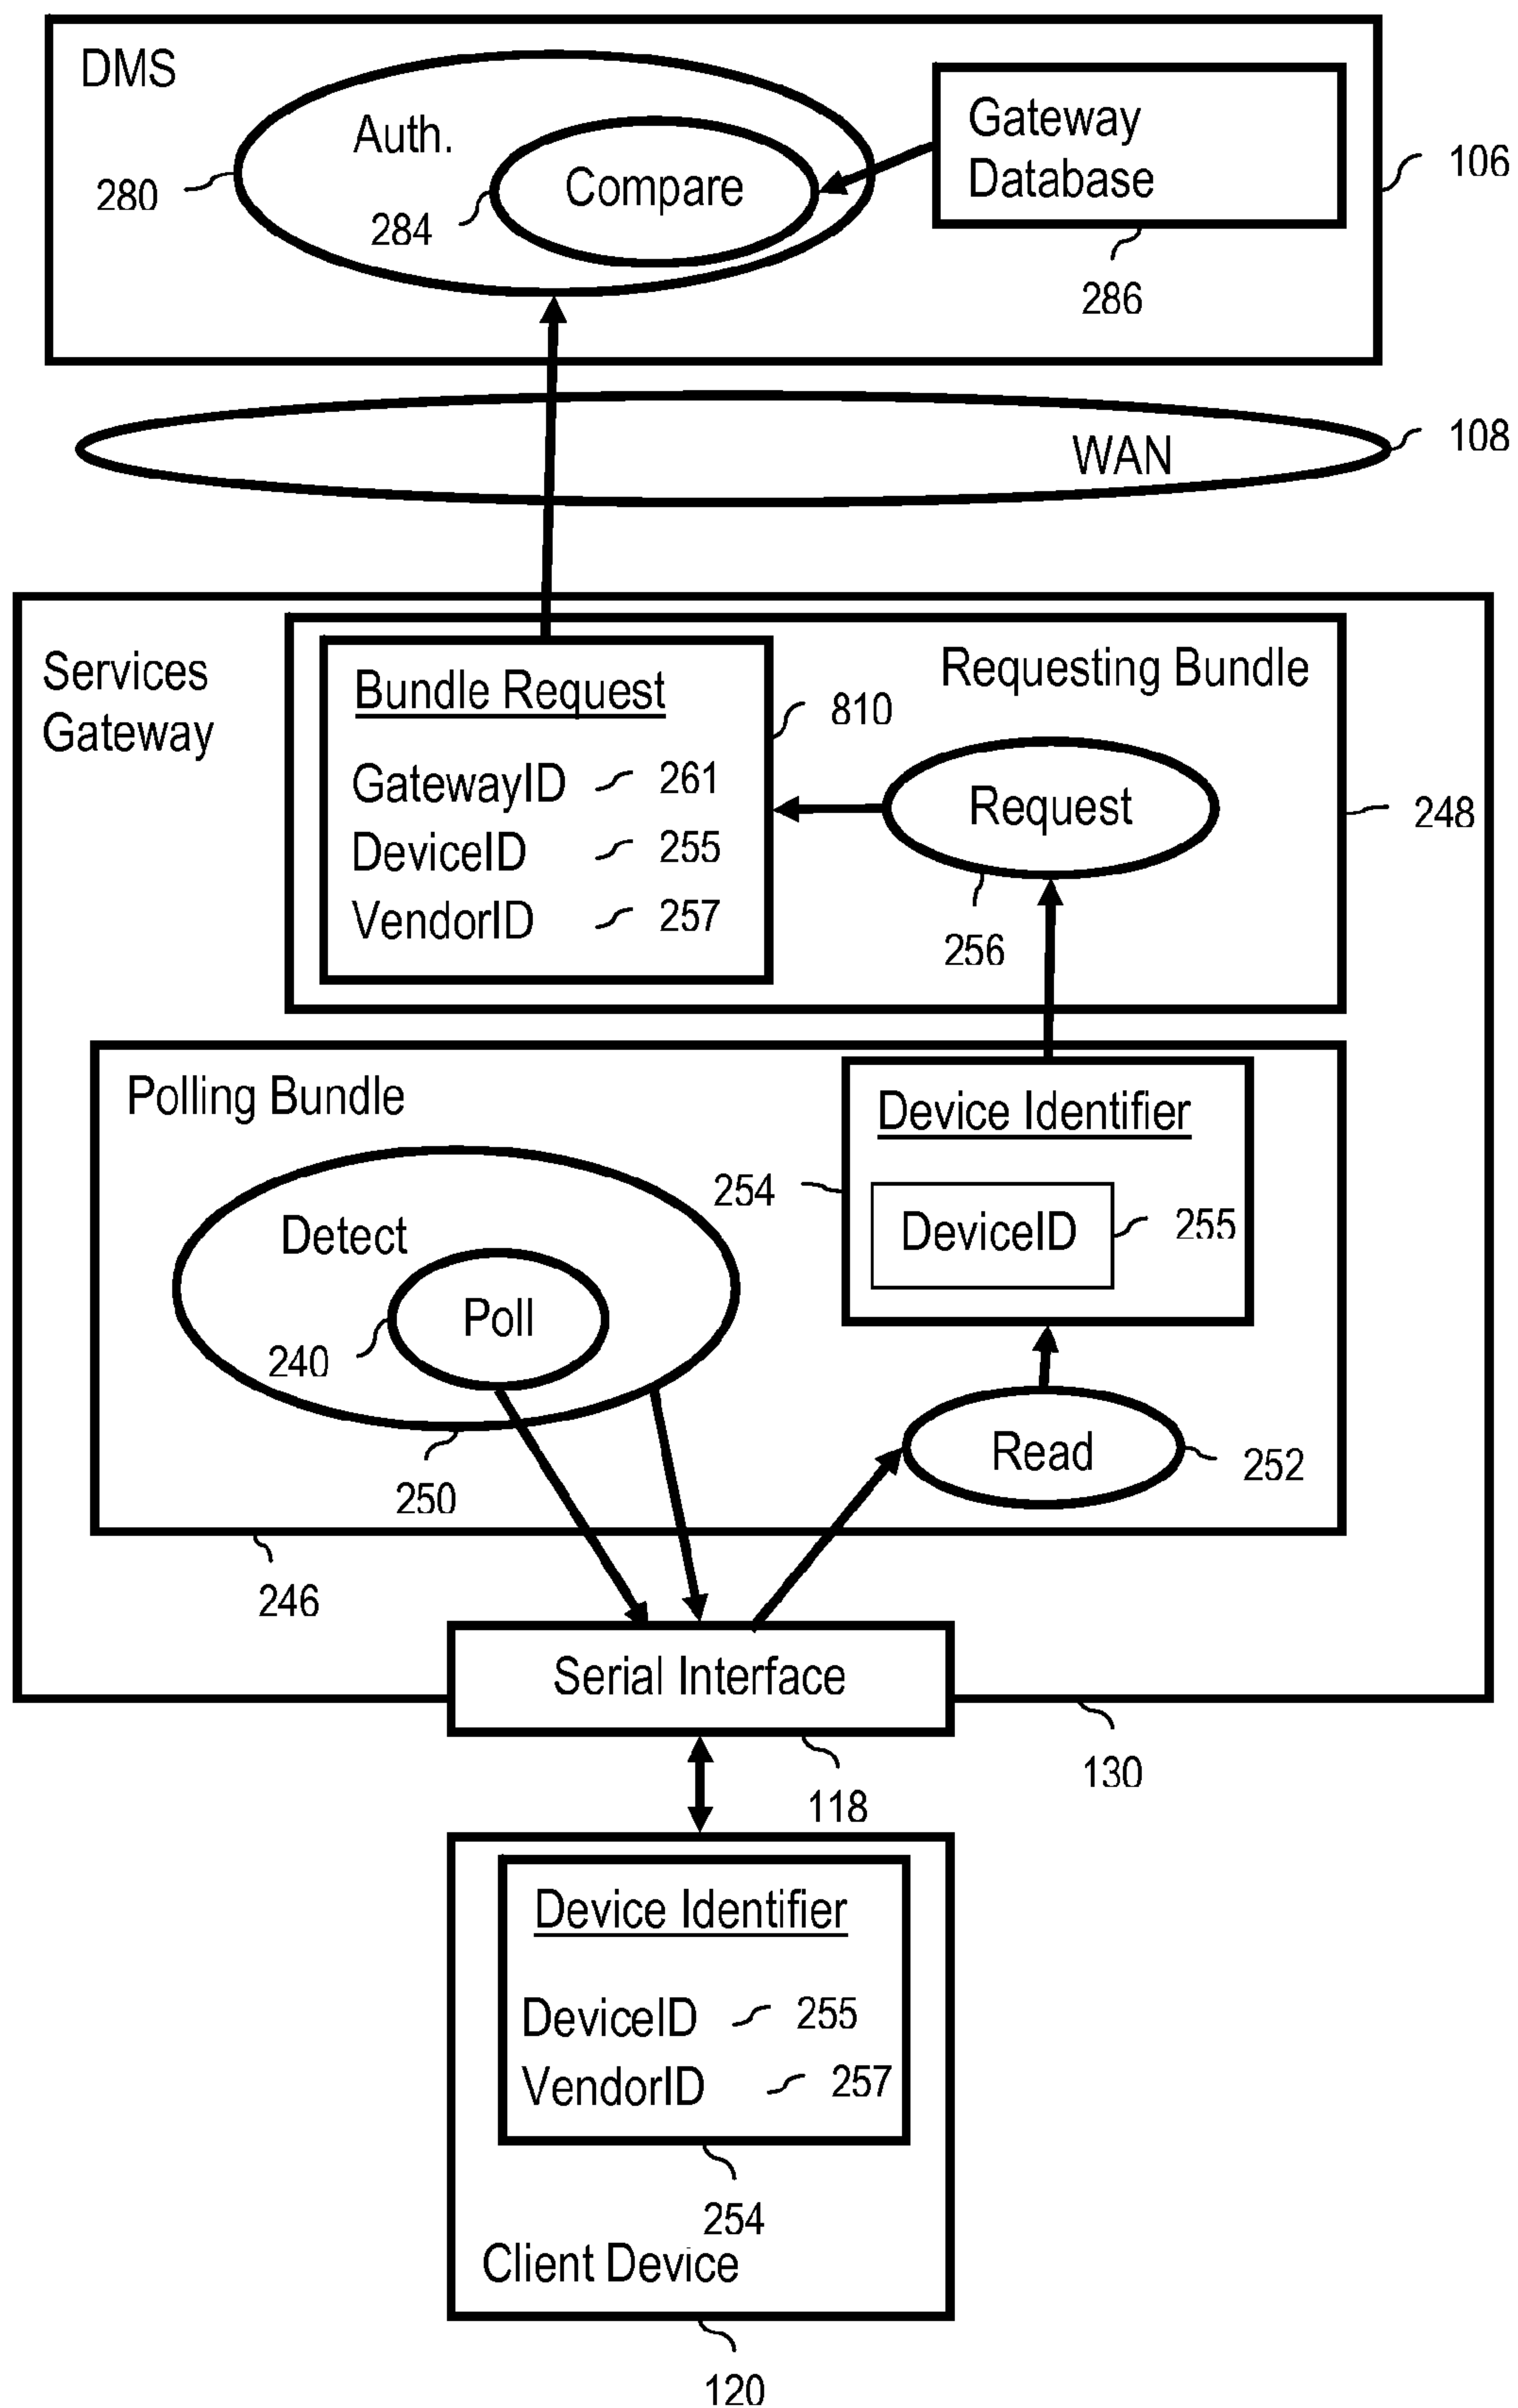 DMS
Auth.
Compare
Gateway
Database
280
284
286
106
WAN
108
Services
Gateway
Requesting Bundle
Bundle Request
810
GatewayID 261
DeviceID 255
VendorID 257
Request
256
248
Polling Bundle
Device Identifier
254
DeviceID
255
Detect
Poll
240
250
Read
252
246
Serial Interface
118
130
Device Identifier
DeviceID 255
VendorID 257
254
Client Device
120